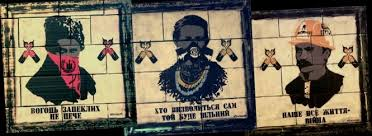 ВОГОНЬ ЗАПЕКЛИХ
НЕ ПЕЧЕ
ХТО ВИЗВОЛИТЬСЯ САМ
ТОЙ БУДЕ ВІЛЬНИЙ
НАШЕ ВСЕ ЖИТТЯ-
ВІЙНА